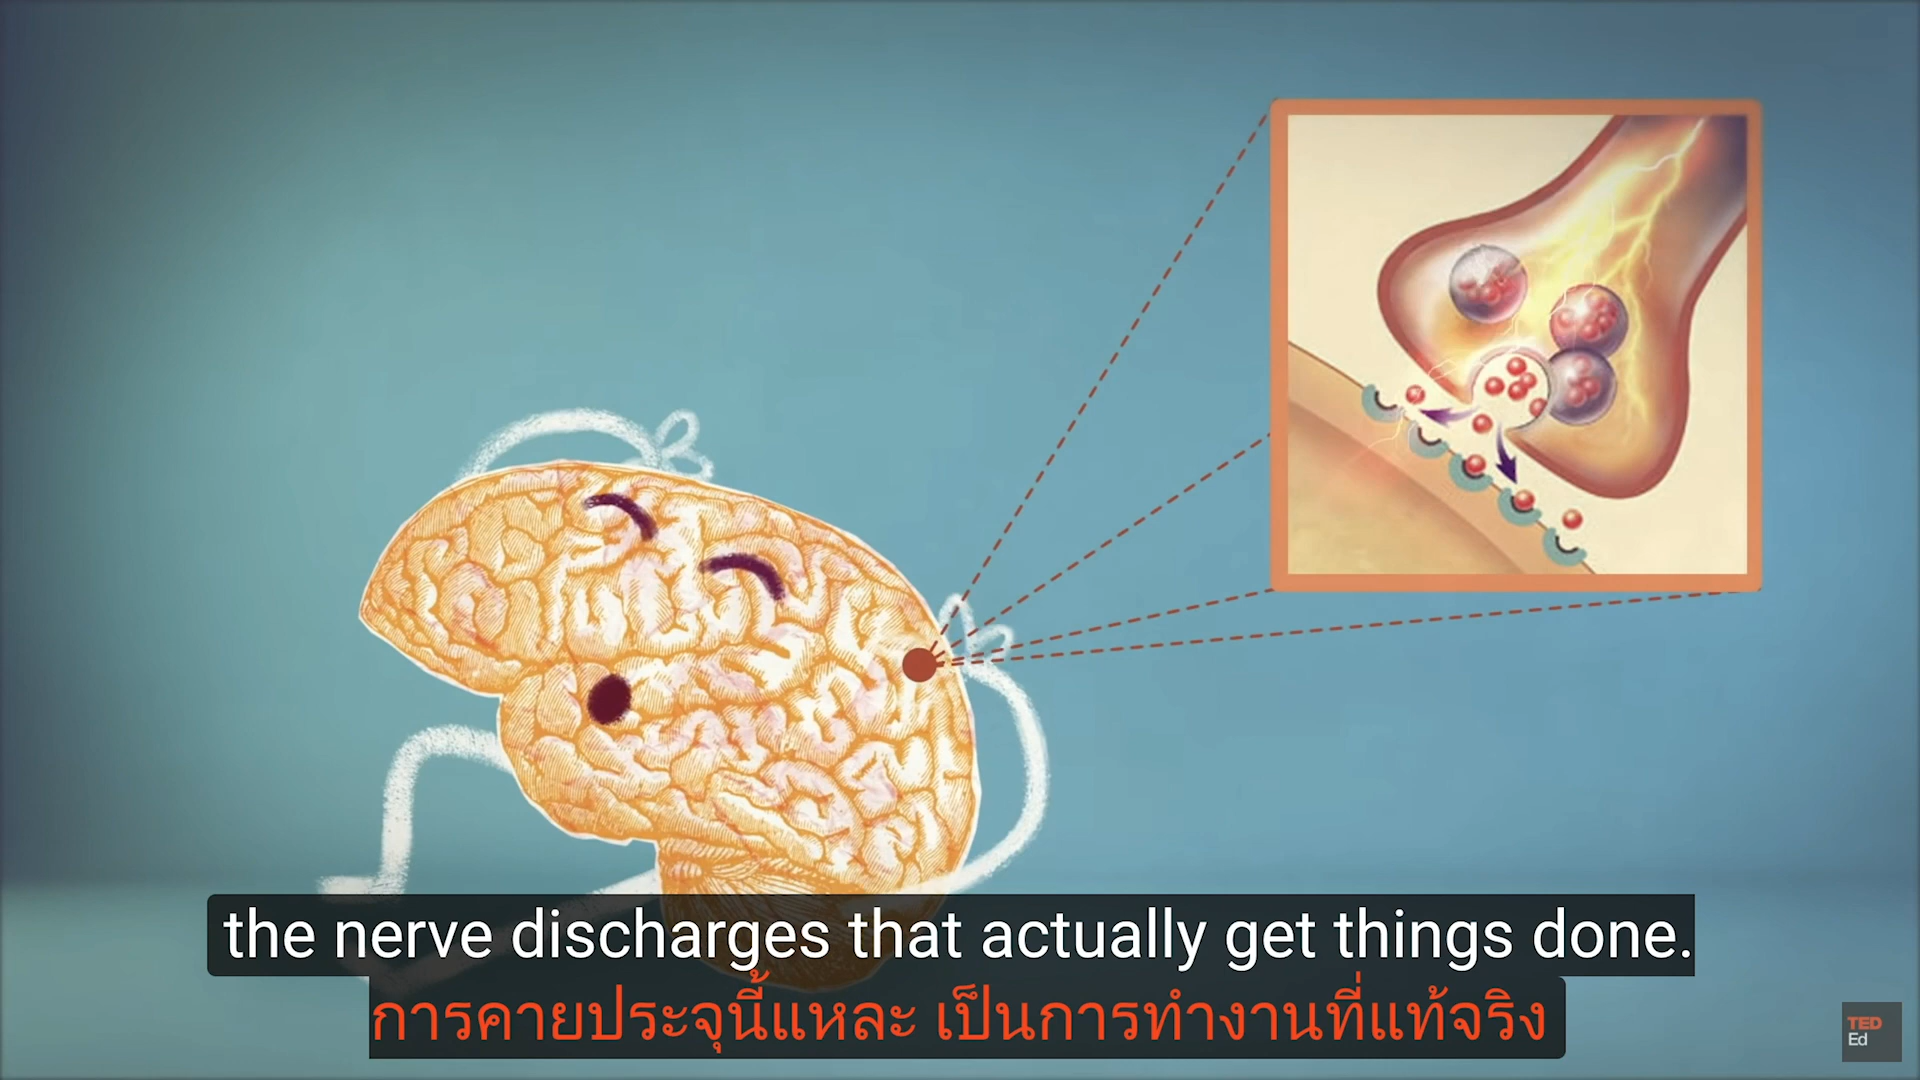 the nerve discharges that actually get things done.
การคายประจุนี้แหละ เป็นการทำงานที่แท้จริง
TED
Ed